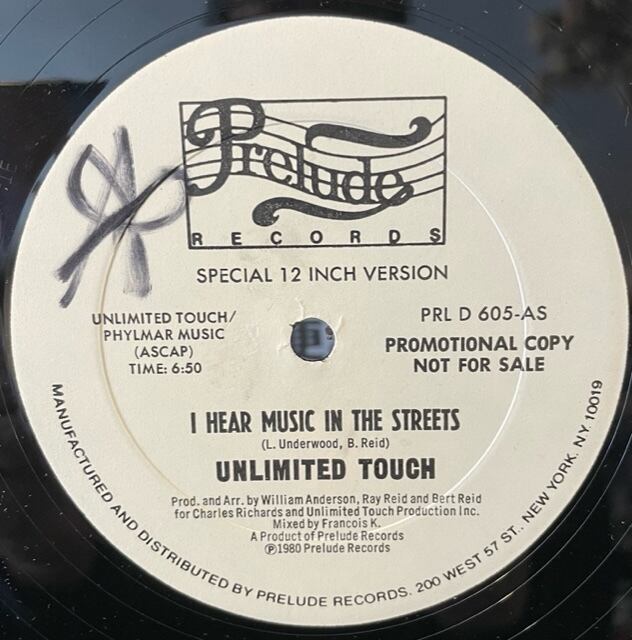 Prelude
RECORDS
SPECIAL 12 INCH VERSION
UNLIMITED TOUCH/
PHYLMAR MUSIC
(ASCAP)
TIME: 6:50
PRL D 605-AS
PROMOTIONAL COPY
NOT FOR SALE
I HEAR MUSIC IN THE STREETS
(L. Underwood, B. Reid)
UNLIMITED TOUCH
Prod. and Arr. by William Anderson, Ray Reid and Bert Reid
for Charles Richards and Unlimited Touch Production Inc.
Mixed by Francois K.
A Product of Prelude Records
℗1980 Prelude Records
MANUFACTURED AND DISTRIBUTED BY PRELUDE RECORDS. 200 WEST 57 ST., NEW YORK. NY. 10019